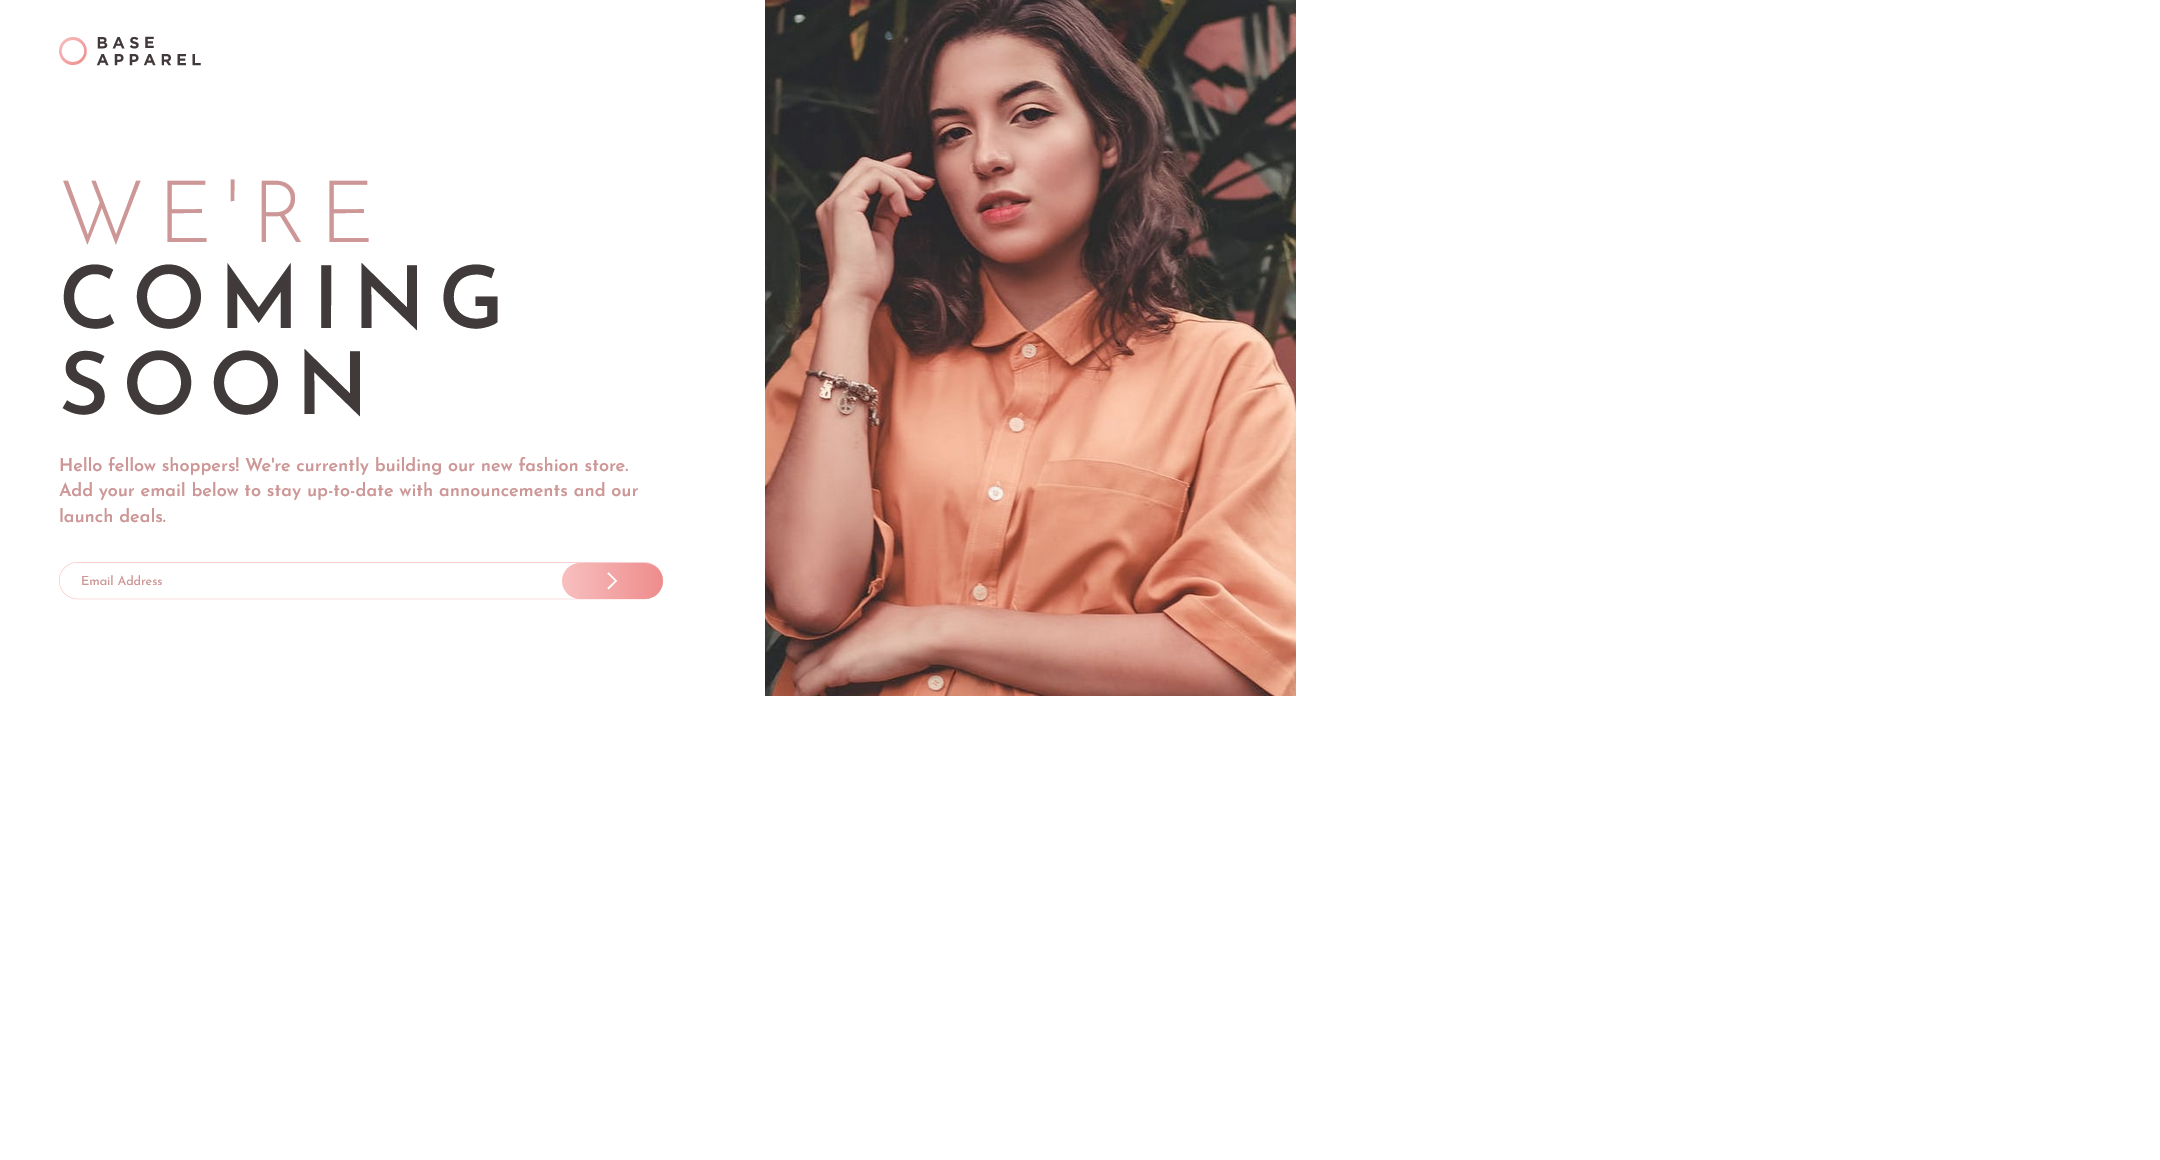 BASE
APPAREL
WE'RE
COMING
SOON
Hello fellow shoppers! We're currently building our new fashion store.
Add your email below to stay up-to-date with announcements and our
launch deals.
Email Address